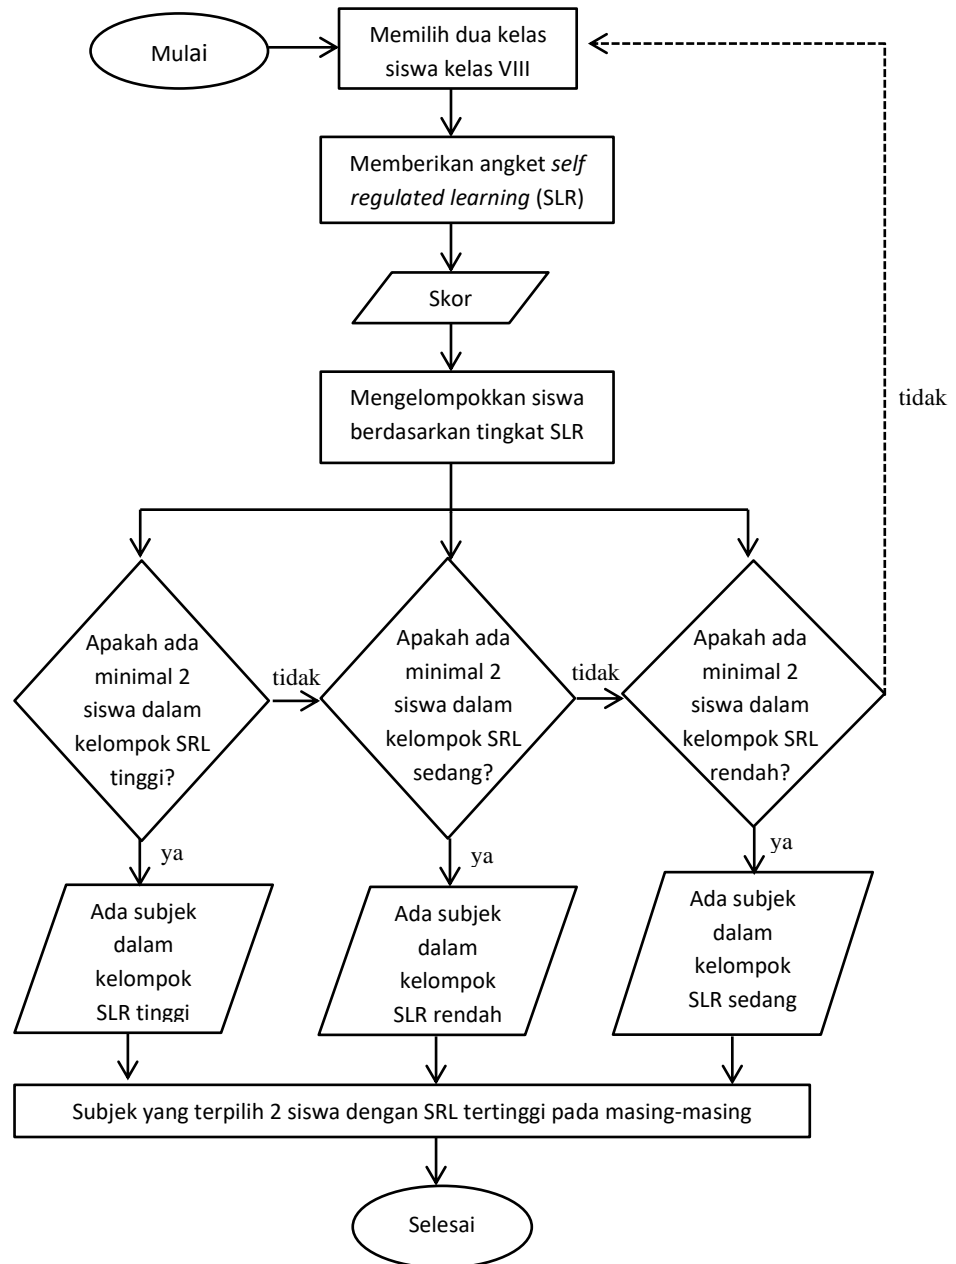 Mulai
Memilih dua kelas
siswa kelas VIII
Memberikan angket self
regulated learning (SLR)
Skor
Mengelompokkan siswa
berdasarkan tingkat SLR
tidak
Apakah ada
minimal 2
siswa dalam
kelompok SRL
tinggi?
tidak
Apakah ada
minimal 2
siswa dalam
kelompok SRL
sedang?
tidak
Apakah ada
minimal 2
siswa dalam
kelompok SRL
rendah?
ya
ya
ya
Ada subjek
dalam
kelompok
SLR tinggi
Ada subjek
dalam
kelompok
SLR rendah
Ada subjek
dalam
kelompok
SLR sedang
Subjek yang terpilih 2 siswa dengan SRL tertinggi pada masing-masing
Selesai